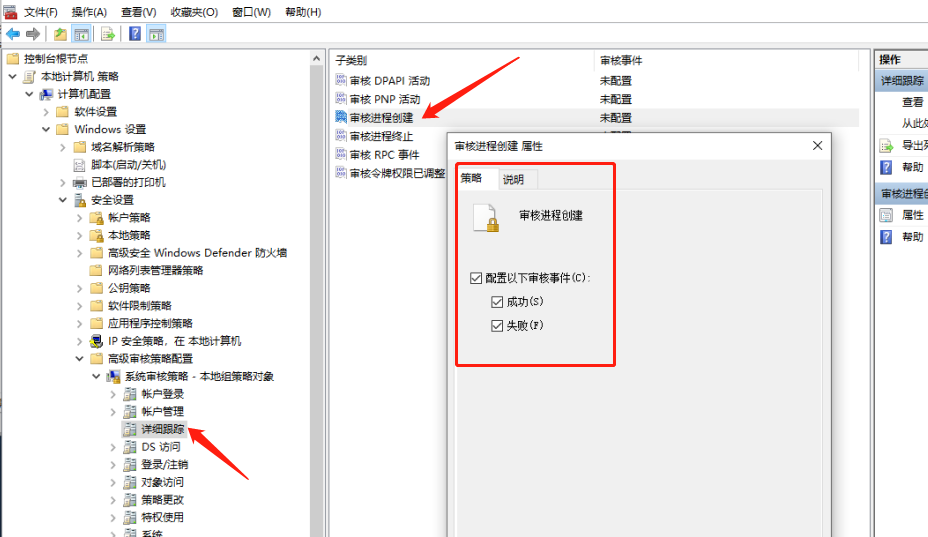 文件(F) 操作(A) 查看(V) 收藏夹(O) 窗口(W) 帮助(H)
控制台根节点
本地计算机 策略
计算机配置
软件设置
Windows 设置
域名解析策略
脚本(启动/关机)
已部署的打印机
安全设置
帐户策略
本地策略
高级安全 Windows Defender 防火墙
网络列表管理器策略
公钥策略
软件限制策略
应用程序控制策略
IP 安全策略，在 本地计算机
高级审核策略配置
系统审核策略 - 本地组策略对象
帐户登录
帐户管理
详细跟踪
DS 访问
登录/注销
对象访问
策略更改
特权使用
系统
子类别 审核事件
审核 DPAPI 活动 未配置
审核 PNP 活动 未配置
审核进程创建 未配置
审核进程终止
审核 RPC 事件
审核令牌权限已调整
审核进程创建 属性
策略 说明
审核进程创建
配置以下审核事件(C):
成功(S)
失败(F)
操作
详细跟踪
查看
从此处
导出列
帮助
审核进程创
属性
帮助